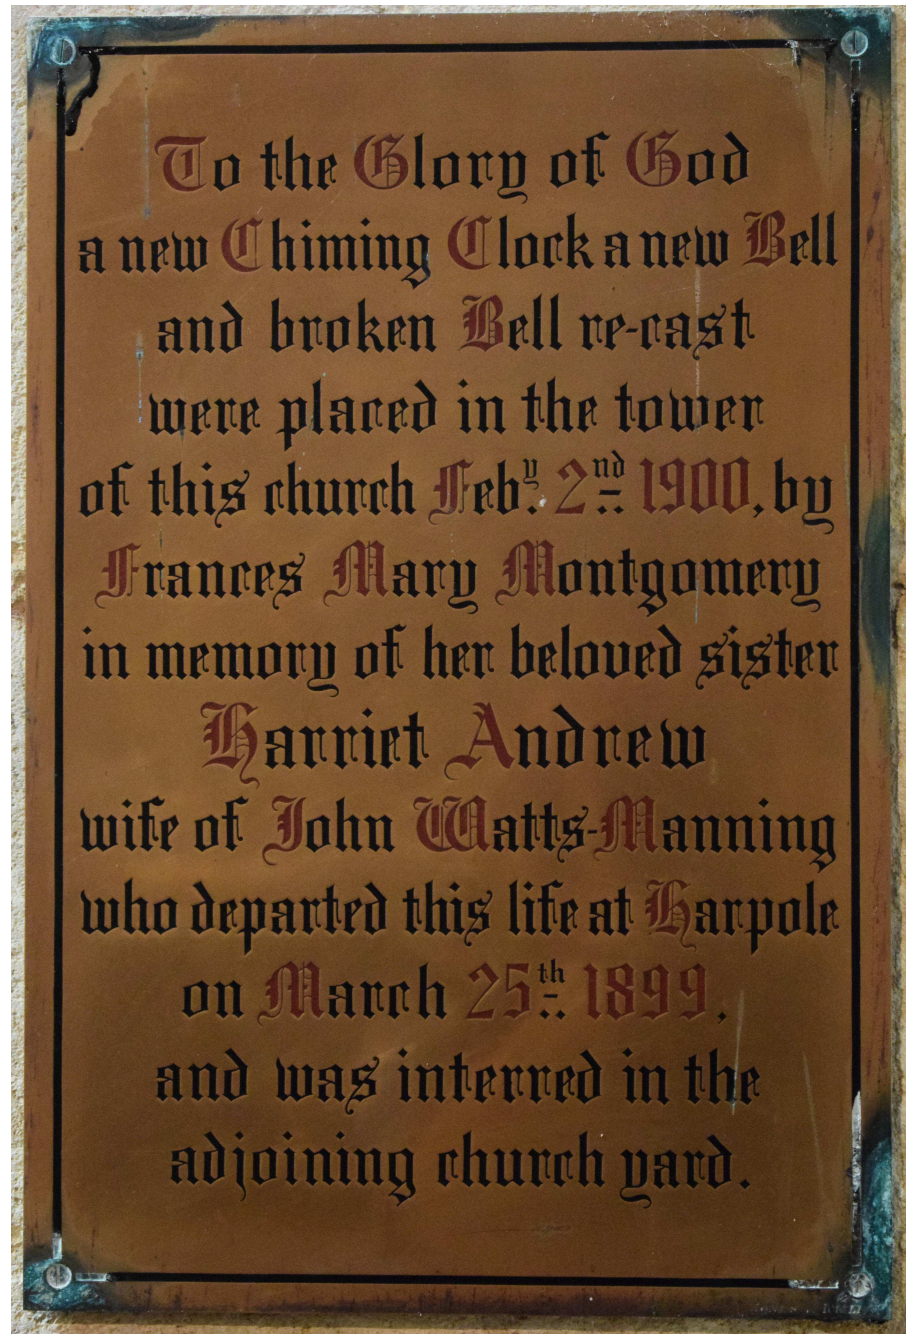 To the Glory of God
a new Chiming Clock a new Bell
and broken Bell re-cast
were placed in the tower
of this church Feb.y 2nd 1900, by
Frances Mary Montgomery
in memory of her beloved sister
Harriet Andrew
wife of John Watts-Manning
who departed this life at Harpole
on March 25th 1899.
and was interred in the
adjoining church yard.